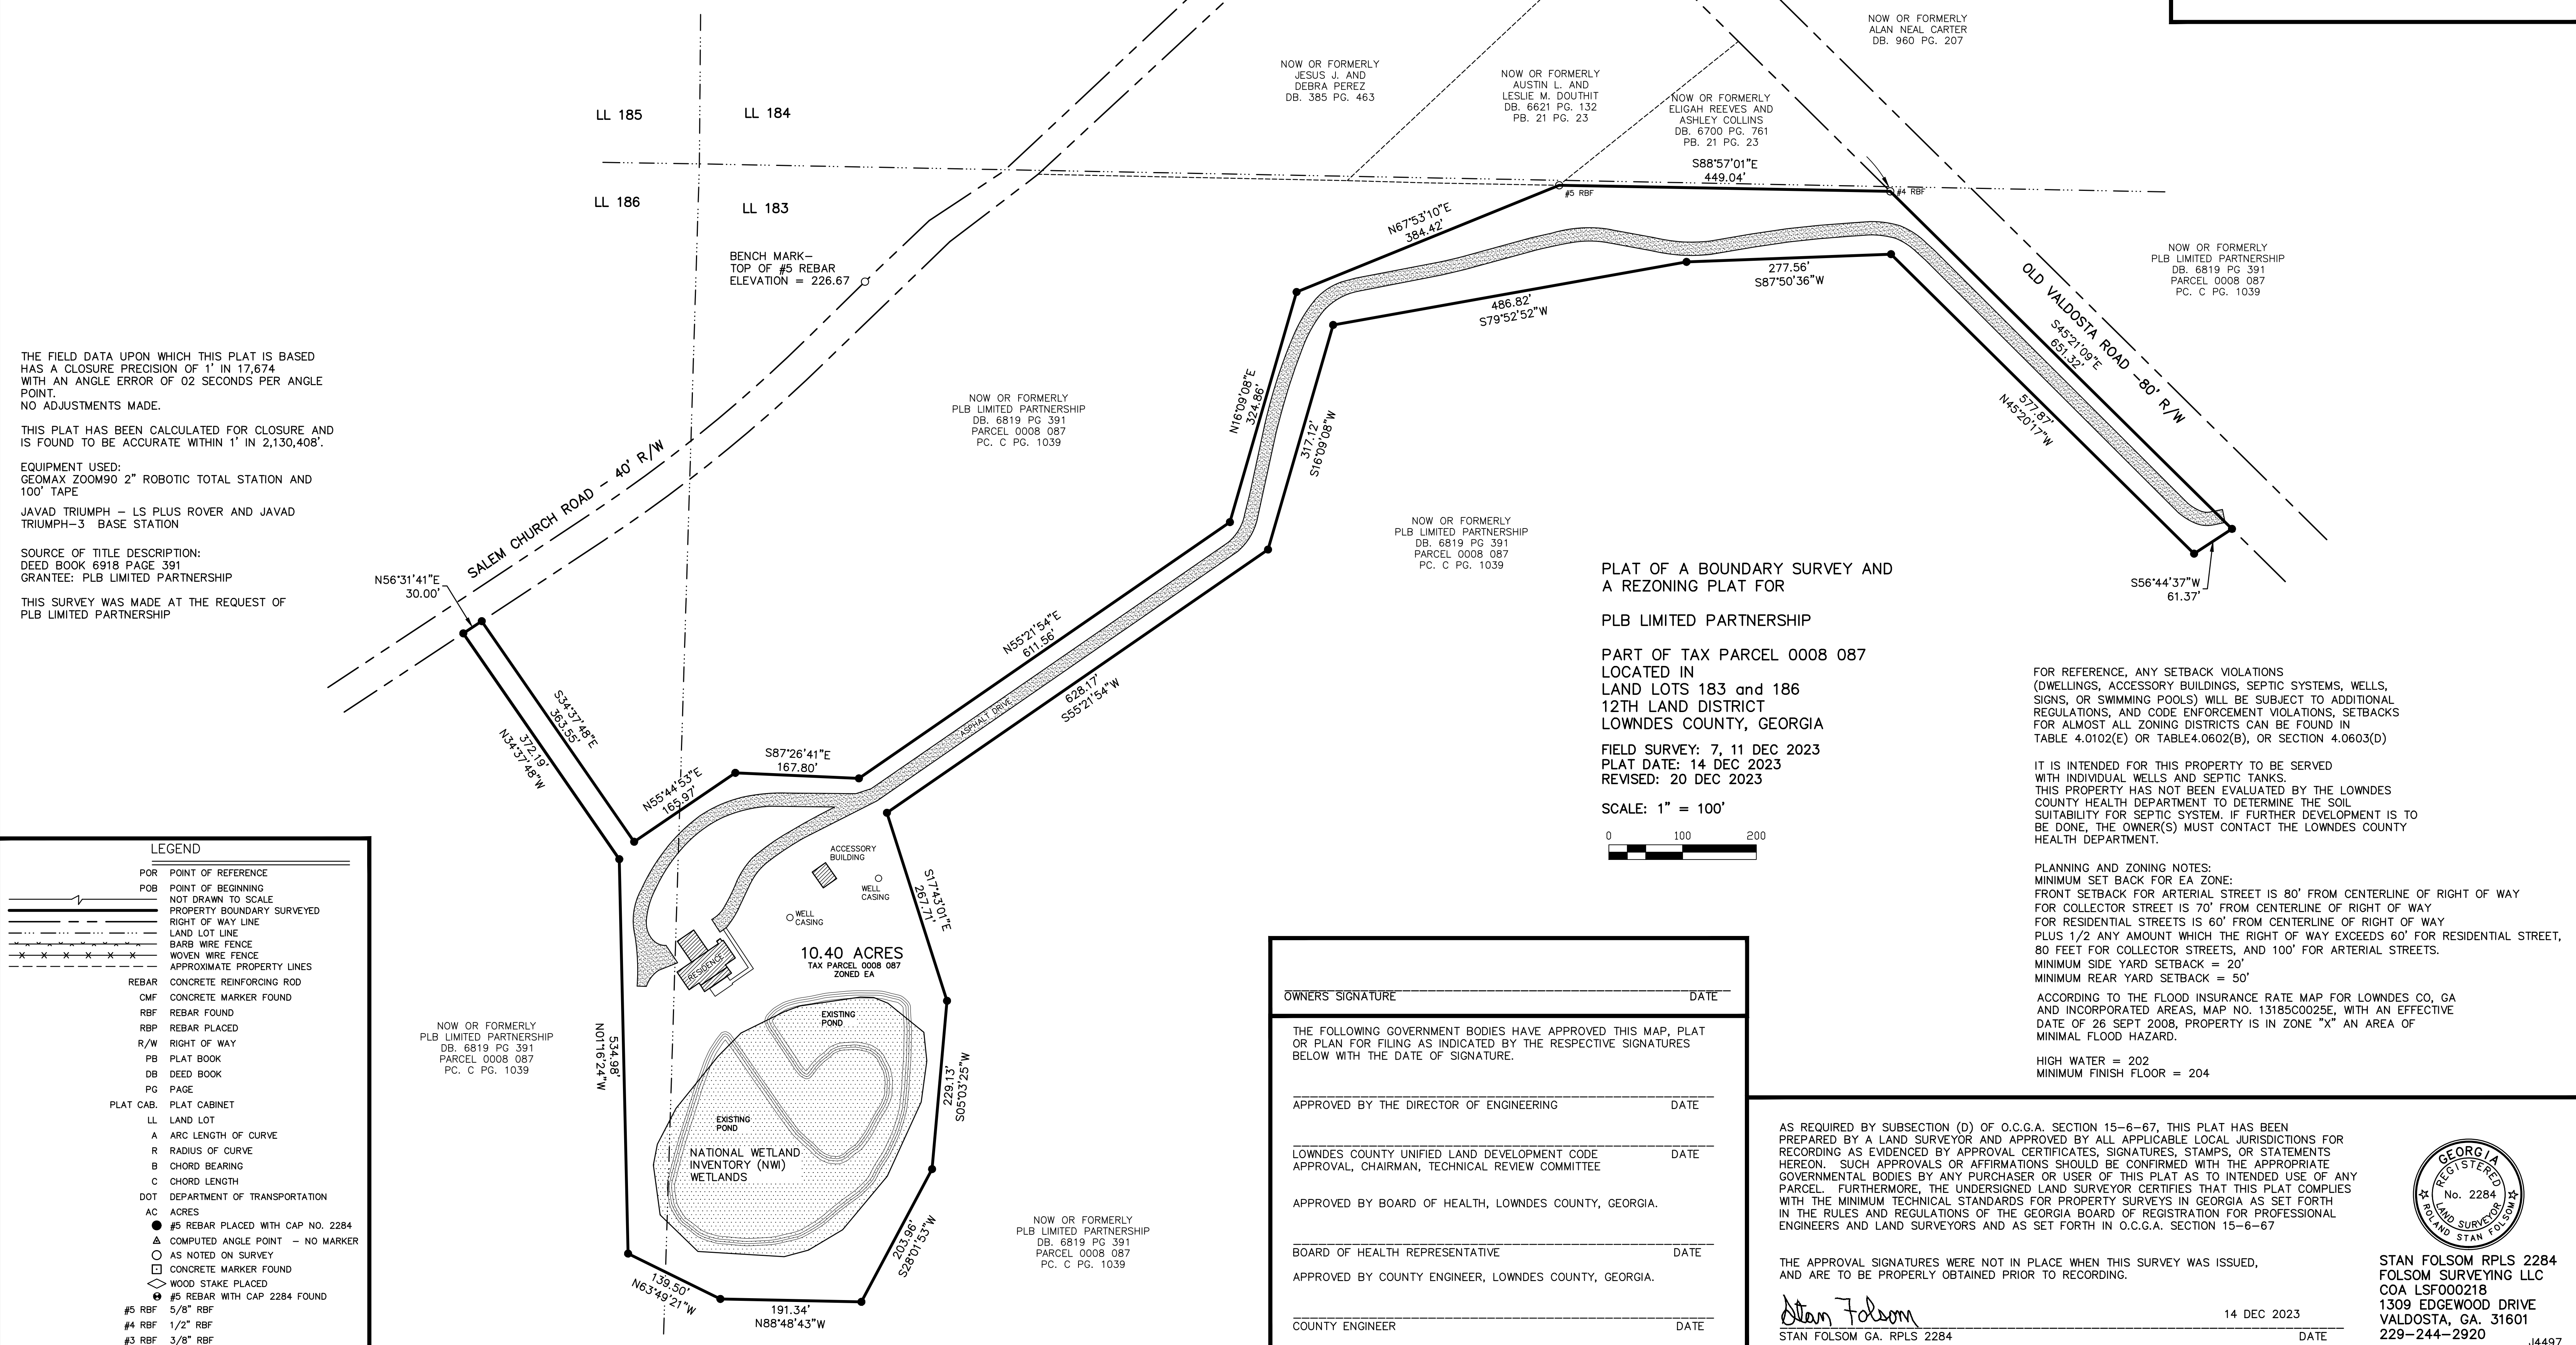 NOW OR FORMERLY
ALAN NEAL CARTER
DB. 960 PG. 207
NOW OR FORMERLY
JESUS J. AND
DEBRA PEREZ
DB. 385 PG. 463
NOW OR FORMERLY
AUSTIN L. AND
LESLIE M. DOUTHIT
DB. 6621 PG. 132
PB. 21 PG. 23
NOW OR FORMERLY
ELIGAH REEVES AND
ASHLEY COLLINS
DB. 6700 PG. 761
PB. 21 PG. 23
LL 185
LL 184
LL 186
LL 183
S88°57'01"E
449.04'
#5 RBF
#4 RBF
N67°53'10"E
384.42'
BENCH MARK-
TOP OF #5 REBAR
ELEVATION = 226.67
277.56'
S87°50'36"W
486.82'
S79°52'52"W
OLD VALDOSTA ROAD -80' R/W
S45°21'09"E
651.32'
577.87'
N45°20'17"W
NOW OR FORMERLY
PLB LIMITED PARTNERSHIP
DB. 6819 PG 391
PARCEL 0008 087
PC. C PG. 1039
THE FIELD DATA UPON WHICH THIS PLAT IS BASED
HAS A CLOSURE PRECISION OF 1' IN 17,674
WITH AN ANGLE ERROR OF 02 SECONDS PER ANGLE
POINT.
NO ADJUSTMENTS MADE.
THIS PLAT HAS BEEN CALCULATED FOR CLOSURE AND
IS FOUND TO BE ACCURATE WITHIN 1' IN 2,130,408'.
EQUIPMENT USED:
GEOMAX ZOOM90 2" ROBOTIC TOTAL STATION AND
100' TAPE
JAVAD TRIUMPH - LS PLUS ROVER AND JAVAD
TRIUMPH-3 BASE STATION
SOURCE OF TITLE DESCRIPTION:
DEED BOOK 6918 PAGE 391
GRANTEE: PLB LIMITED PARTNERSHIP
THIS SURVEY WAS MADE AT THE REQUEST OF
PLB LIMITED PARTNERSHIP
NOW OR FORMERLY
PLB LIMITED PARTNERSHIP
DB. 6819 PG 391
PARCEL 0008 087
PC. C PG. 1039
N16°09'08"E
324.86'
317.12'
S16°09'08"W
SALEM CHURCH ROAD - 40' R/W
N56°31'41"E
30.00'
NOW OR FORMERLY
PLB LIMITED PARTNERSHIP
DB. 6819 PG 391
PARCEL 0008 087
PC. C PG. 1039
S56°44'37"W
61.37'
N55°21'54"E
611.56'
628.17'
S55°21'54"W
ASPHALT DRIVE
S34°37'48"E
363.55'
372.19'
N34°37'48"W
S87°26'41"E
167.80'
N55°44'53"E
165.97'
PLAT OF A BOUNDARY SURVEY AND
A REZONING PLAT FOR
PLB LIMITED PARTNERSHIP
PART OF TAX PARCEL 0008 087
LOCATED IN
LAND LOTS 183 and 186
12TH LAND DISTRICT
LOWNDES COUNTY, GEORGIA
FIELD SURVEY: 7, 11 DEC 2023
PLAT DATE: 14 DEC 2023
REVISED: 20 DEC 2023
SCALE: 1" = 100'
0 100 200
FOR REFERENCE, ANY SETBACK VIOLATIONS
(DWELLINGS, ACCESSORY BUILDINGS, SEPTIC SYSTEMS, WELLS,
SIGNS, OR SWIMMING POOLS) WILL BE SUBJECT TO ADDITIONAL
REGULATIONS, AND CODE ENFORCEMENT VIOLATIONS, SETBACKS
FOR ALMOST ALL ZONING DISTRICTS CAN BE FOUND IN
TABLE 4.0102(E) OR TABLE4.0602(B), OR SECTION 4.0603(D)
IT IS INTENDED FOR THIS PROPERTY TO BE SERVED
WITH INDIVIDUAL WELLS AND SEPTIC TANKS.
THIS PROPERTY HAS NOT BEEN EVALUATED BY THE LOWNDES
COUNTY HEALTH DEPARTMENT TO DETERMINE THE SOIL
SUITABILITY FOR SEPTIC SYSTEM. IF FURTHER DEVELOPMENT IS TO
BE DONE, THE OWNER(S) MUST CONTACT THE LOWNDES COUNTY
HEALTH DEPARTMENT.
PLANNING AND ZONING NOTES:
MINIMUM SET BACK FOR EA ZONE:
FRONT SETBACK FOR ARTERIAL STREET IS 80' FROM CENTERLINE OF RIGHT OF WAY
FOR COLLECTOR STREET IS 70' FROM CENTERLINE OF RIGHT OF WAY
FOR RESIDENTIAL STREETS IS 60' FROM CENTERLINE OF RIGHT OF WAY
PLUS 1/2 ANY AMOUNT WHICH THE RIGHT OF WAY EXCEEDS 60' FOR RESIDENTIAL STREET,
80 FEET FOR COLLECTOR STREETS, AND 100' FOR ARTERIAL STREETS.
MINIMUM SIDE YARD SETBACK = 20'
MINIMUM REAR YARD SETBACK = 50'
ACCORDING TO THE FLOOD INSURANCE RATE MAP FOR LOWNDES CO, GA
AND INCORPORATED AREAS, MAP NO. 13185C0025E, WITH AN EFFECTIVE
DATE OF 26 SEPT 2008, PROPERTY IS IN ZONE "X" AN AREA OF
MINIMAL FLOOD HAZARD.
HIGH WATER = 202
MINIMUM FINISH FLOOR = 204
LEGEND
POR POINT OF REFERENCE
POB POINT OF BEGINNING
NOT DRAWN TO SCALE
PROPERTY BOUNDARY SURVEYED
RIGHT OF WAY LINE
LAND LOT LINE
BARB WIRE FENCE
WOVEN WIRE FENCE
APPROXIMATE PROPERTY LINES
REBAR CONCRETE REINFORCING ROD
CMF CONCRETE MARKER FOUND
RBF REBAR FOUND
RBP REBAR PLACED
R/W RIGHT OF WAY
PB PLAT BOOK
DB DEED BOOK
PG PAGE
PLAT CAB. PLAT CABINET
LL LAND LOT
A ARC LENGTH OF CURVE
R RADIUS OF CURVE
B CHORD BEARING
C CHORD LENGTH
DOT DEPARTMENT OF TRANSPORTATION
AC ACRES
#5 REBAR PLACED WITH CAP NO. 2284
COMPUTED ANGLE POINT - NO MARKER
AS NOTED ON SURVEY
CONCRETE MARKER FOUND
WOOD STAKE PLACED
#5 REBAR WITH CAP 2284 FOUND
#5 RBF 5/8" RBF
#4 RBF 1/2" RBF
#3 RBF 3/8" RBF
ACCESSORY
BUILDING
WELL
CASING
WELL
CASING
S17°43'01"E
267.71'
RESIDENCE
10.40 ACRES
TAX PARCEL 0008 087
ZONED EA
EXISTING
POND
EXISTING
POND
NATIONAL WETLAND
INVENTORY (NWI)
WETLANDS
534.98'
N01°16'24"W
229.13'
S05°03'25"W
203.96'
S28°01'53"W
139.50'
N63°49'21"W
191.34'
N88°48'43"W
NOW OR FORMERLY
PLB LIMITED PARTNERSHIP
DB. 6819 PG 391
PARCEL 0008 087
PC. C PG. 1039
NOW OR FORMERLY
PLB LIMITED PARTNERSHIP
DB. 6819 PG 391
PARCEL 0008 087
PC. C PG. 1039
OWNERS SIGNATURE DATE
THE FOLLOWING GOVERNMENT BODIES HAVE APPROVED THIS MAP, PLAT
OR PLAN FOR FILING AS INDICATED BY THE RESPECTIVE SIGNATURES
BELOW WITH THE DATE OF SIGNATURE.
APPROVED BY THE DIRECTOR OF ENGINEERING DATE
LOWNDES COUNTY UNIFIED LAND DEVELOPMENT CODE DATE
APPROVAL, CHAIRMAN, TECHNICAL REVIEW COMMITTEE
APPROVED BY BOARD OF HEALTH, LOWNDES COUNTY, GEORGIA.
BOARD OF HEALTH REPRESENTATIVE DATE
APPROVED BY COUNTY ENGINEER, LOWNDES COUNTY, GEORGIA.
COUNTY ENGINEER DATE
AS REQUIRED BY SUBSECTION (D) OF O.C.G.A. SECTION 15-6-67, THIS PLAT HAS BEEN
PREPARED BY A LAND SURVEYOR AND APPROVED BY ALL APPLICABLE LOCAL JURISDICTIONS FOR
RECORDING AS EVIDENCED BY APPROVAL CERTIFICATES, SIGNATURES, STAMPS, OR STATEMENTS
HEREON. SUCH APPROVALS OR AFFIRMATIONS SHOULD BE CONFIRMED WITH THE APPROPRIATE
GOVERNMENTAL BODIES BY ANY PURCHASER OR USER OF THIS PLAT AS TO INTENDED USE OF ANY
PARCEL. FURTHERMORE, THE UNDERSIGNED LAND SURVEYOR CERTIFIES THAT THIS PLAT COMPLIES
WITH THE MINIMUM TECHNICAL STANDARDS FOR PROPERTY SURVEYS IN GEORGIA AS SET FORTH
IN THE RULES AND REGULATIONS OF THE GEORGIA BOARD OF REGISTRATION FOR PROFESSIONAL
ENGINEERS AND LAND SURVEYORS AND AS SET FORTH IN O.C.G.A. SECTION 15-6-67
THE APPROVAL SIGNATURES WERE NOT IN PLACE WHEN THIS SURVEY WAS ISSUED,
AND ARE TO BE PROPERLY OBTAINED PRIOR TO RECORDING.
Stan Folsom
14 DEC 2023
STAN FOLSOM GA. RPLS 2284 DATE
GEORGIA
REGISTERED
No. 2284
LAND SURVEYOR
ROLAND STAN FOLSOM
STAN FOLSOM RPLS 2284
FOLSOM SURVEYING LLC
COA LSF000218
1309 EDGEWOOD DRIVE
VALDOSTA, GA. 31601
229-244-2920
J4497